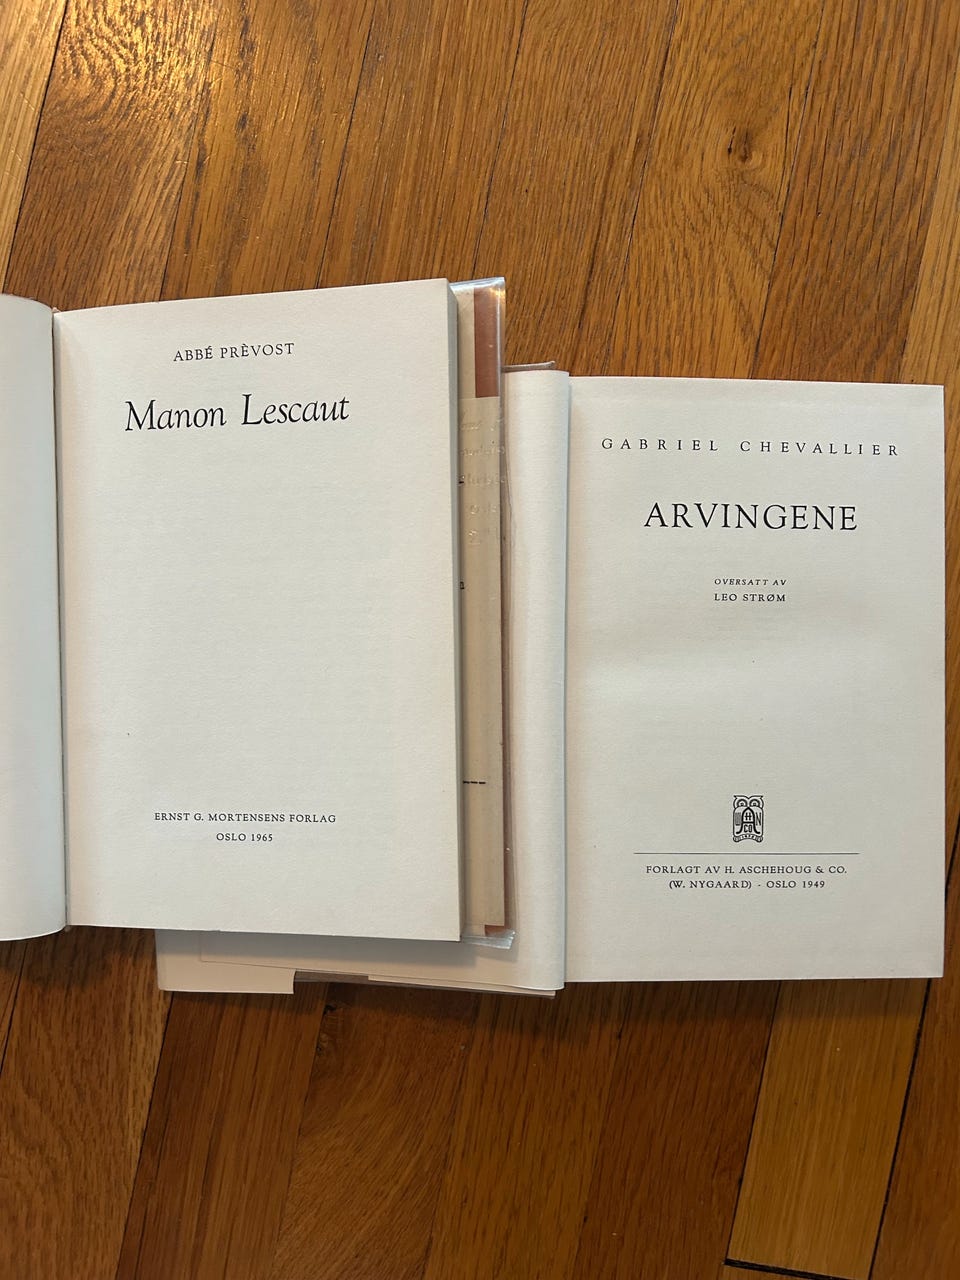 ABBÉ PRÈVOST
Manon Lescaut
ERNST G. MORTENSENS FORLAG
OSLO 1965
GABRIEL CHEVALLIER
ARVINGENE
OVERSATT AV
LEO STRØM
FORLAGT AV H. ASCHEHOUG & CO.
(W. NYGAARD) - OSLO 1949